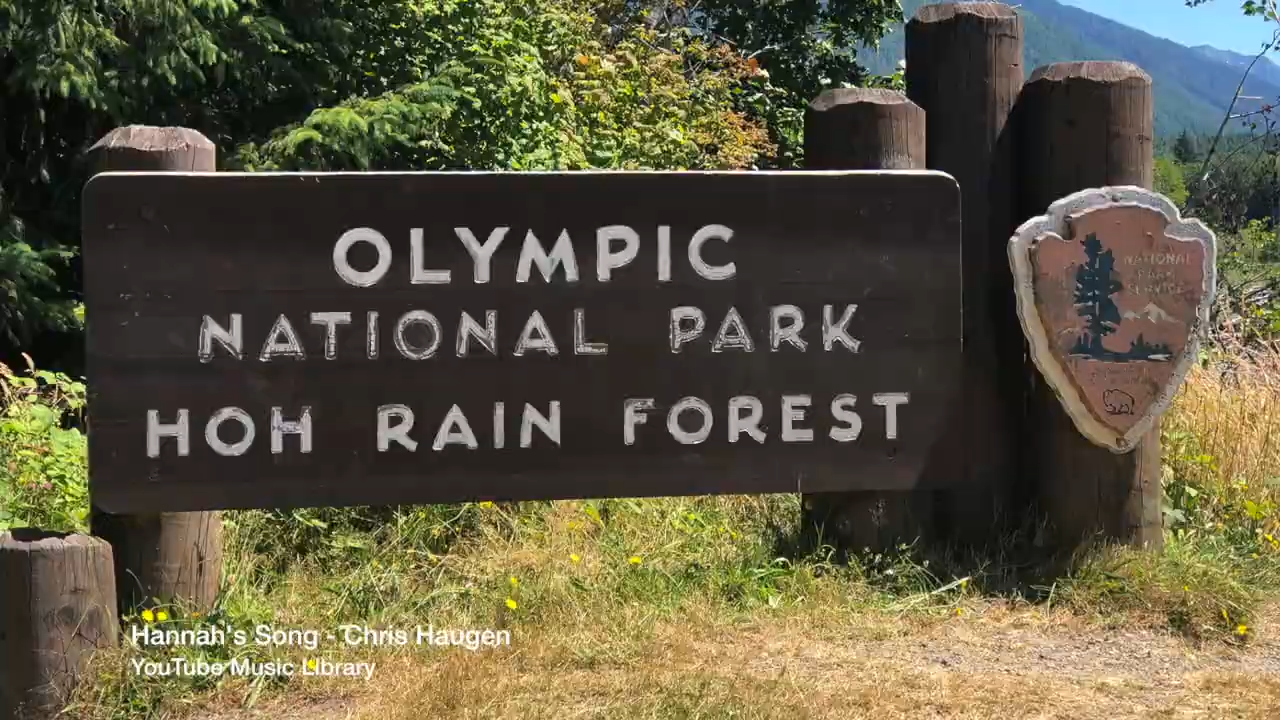 OLYMPIC
NATIONAL PARK
HOH RAIN FOREST
NATIONAL
PARK
SERVICE
Hannah's Song - Chris Haugen
YouTube Music Library